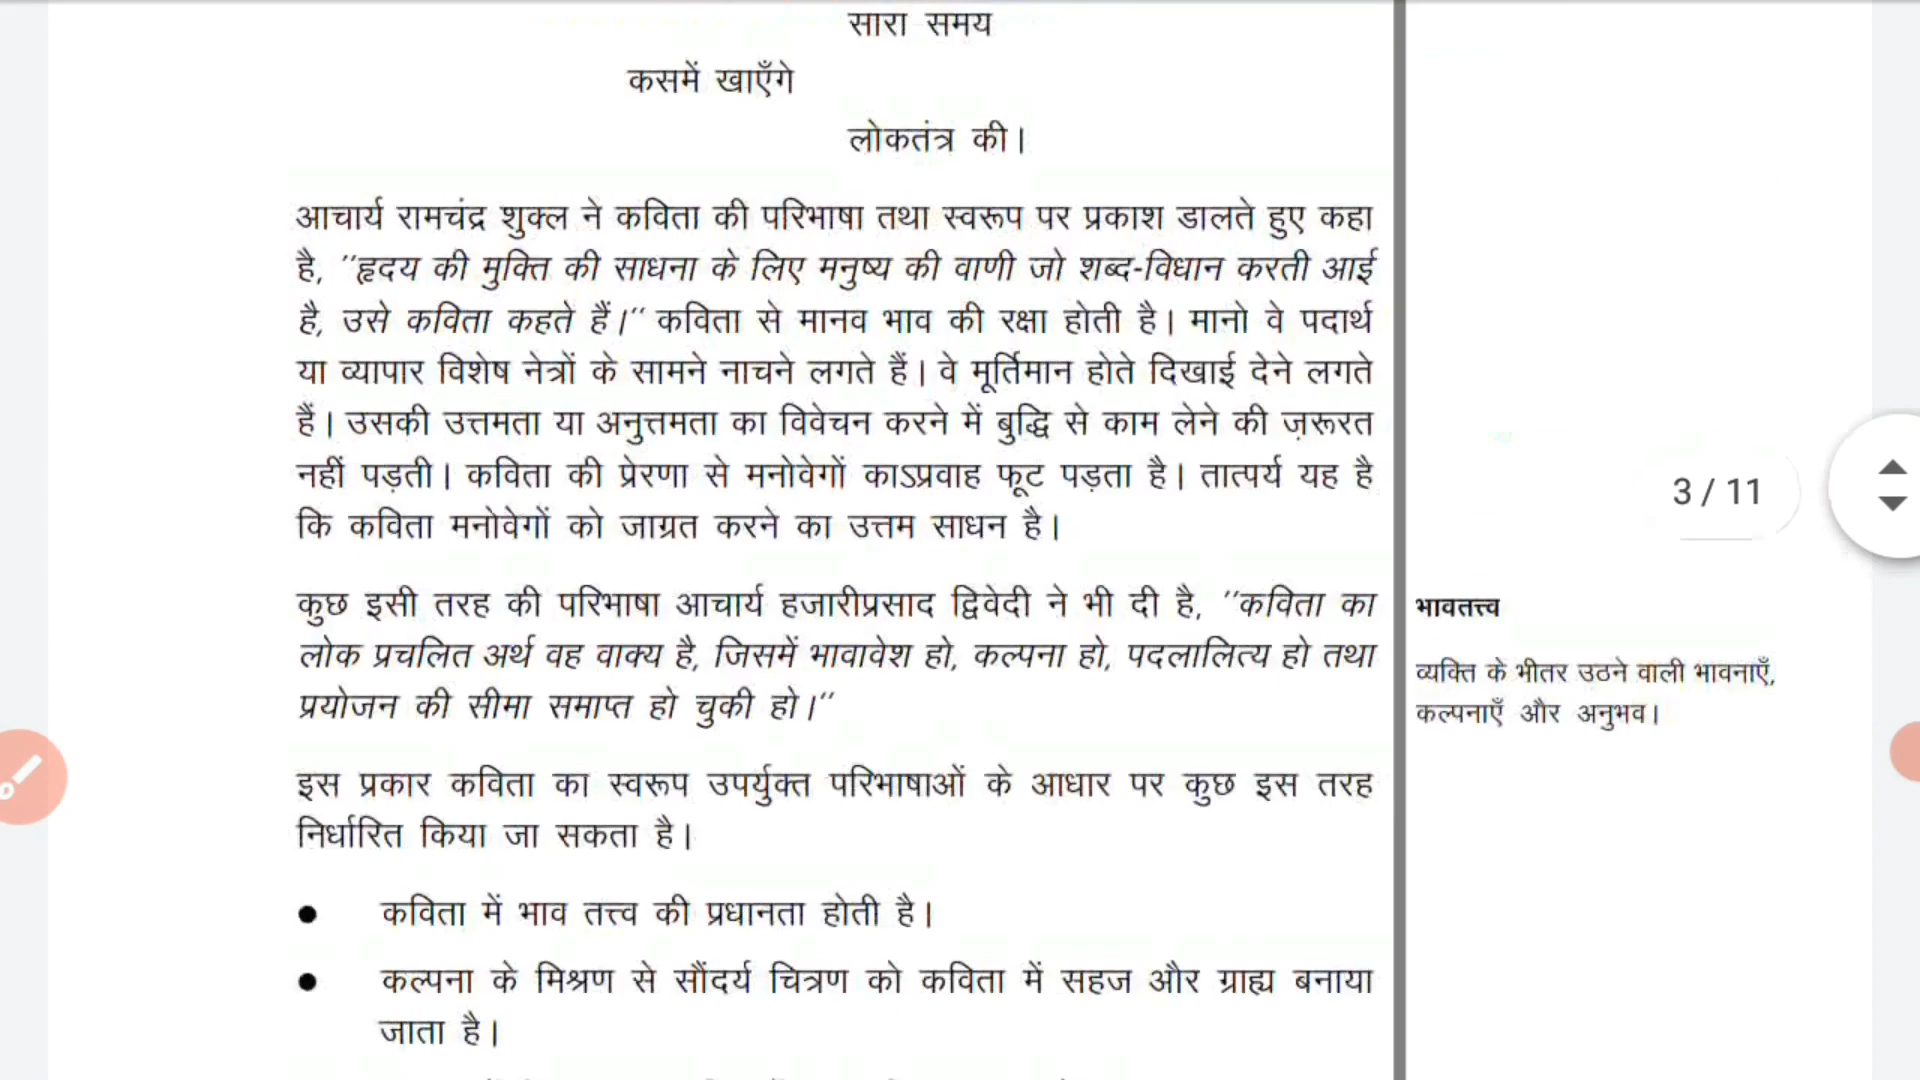 सारा समय
कसमें खाएँगे
लोकतंत्र की।
आचार्य रामचंद्र शुक्ल ने कविता की परिभाषा तथा स्वरूप पर प्रकाश डालते हुए कहा
है, ''हृदय की मुक्ति की साधना के लिए मनुष्य की वाणी जो शब्द-विधान करती आई
है, उसे कविता कहते हैं।'' कविता से मानव भाव की रक्षा होती है। मानो वे पदार्थ
या व्यापार विशेष नेत्रों के सामने नाचने लगते हैं। वे मूर्तिमान होते दिखाई देने लगते
हैं। उसकी उत्तमता या अनुत्तमता का विवेचन करने में बुद्धि से काम लेने की ज़रूरत
नहीं पड़ती। कविता की प्रेरणा से मनोवेगों काऽप्रवाह फूट पड़ता है। तात्पर्य यह है
कि कविता मनोवेगों को जाग्रत करने का उत्तम साधन है।
3 / 11
कुछ इसी तरह की परिभाषा आचार्य हजारीप्रसाद द्विवेदी ने भी दी है, ''कविता का
लोक प्रचलित अर्थ वह वाक्य है, जिसमें भावावेश हो, कल्पना हो, पदलालित्य हो तथा
प्रयोजन की सीमा समाप्त हो चुकी हो।''
भावतत्त्व
व्यक्ति के भीतर उठने वाली भावनाएँ,
कल्पनाएँ और अनुभव।
इस प्रकार कविता का स्वरूप उपर्युक्त परिभाषाओं के आधार पर कुछ इस तरह
निर्धारित किया जा सकता है।
● कविता में भाव तत्त्व की प्रधानता होती है।
● कल्पना के मिश्रण से सौंदर्य चित्रण को कविता में सहज और ग्राह्य बनाया
जाता है।